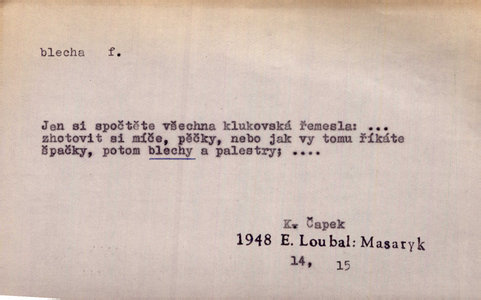 blecha f.
Jen si spočtěte všechna klukovská řemesla: ...
zhotovit si míče, pěčky, nebo jak vy tomu říkáte
špačky, potom blechy a palestry; ....
K. Čapek
1948 E. Loubal: Masaryk
14, 15